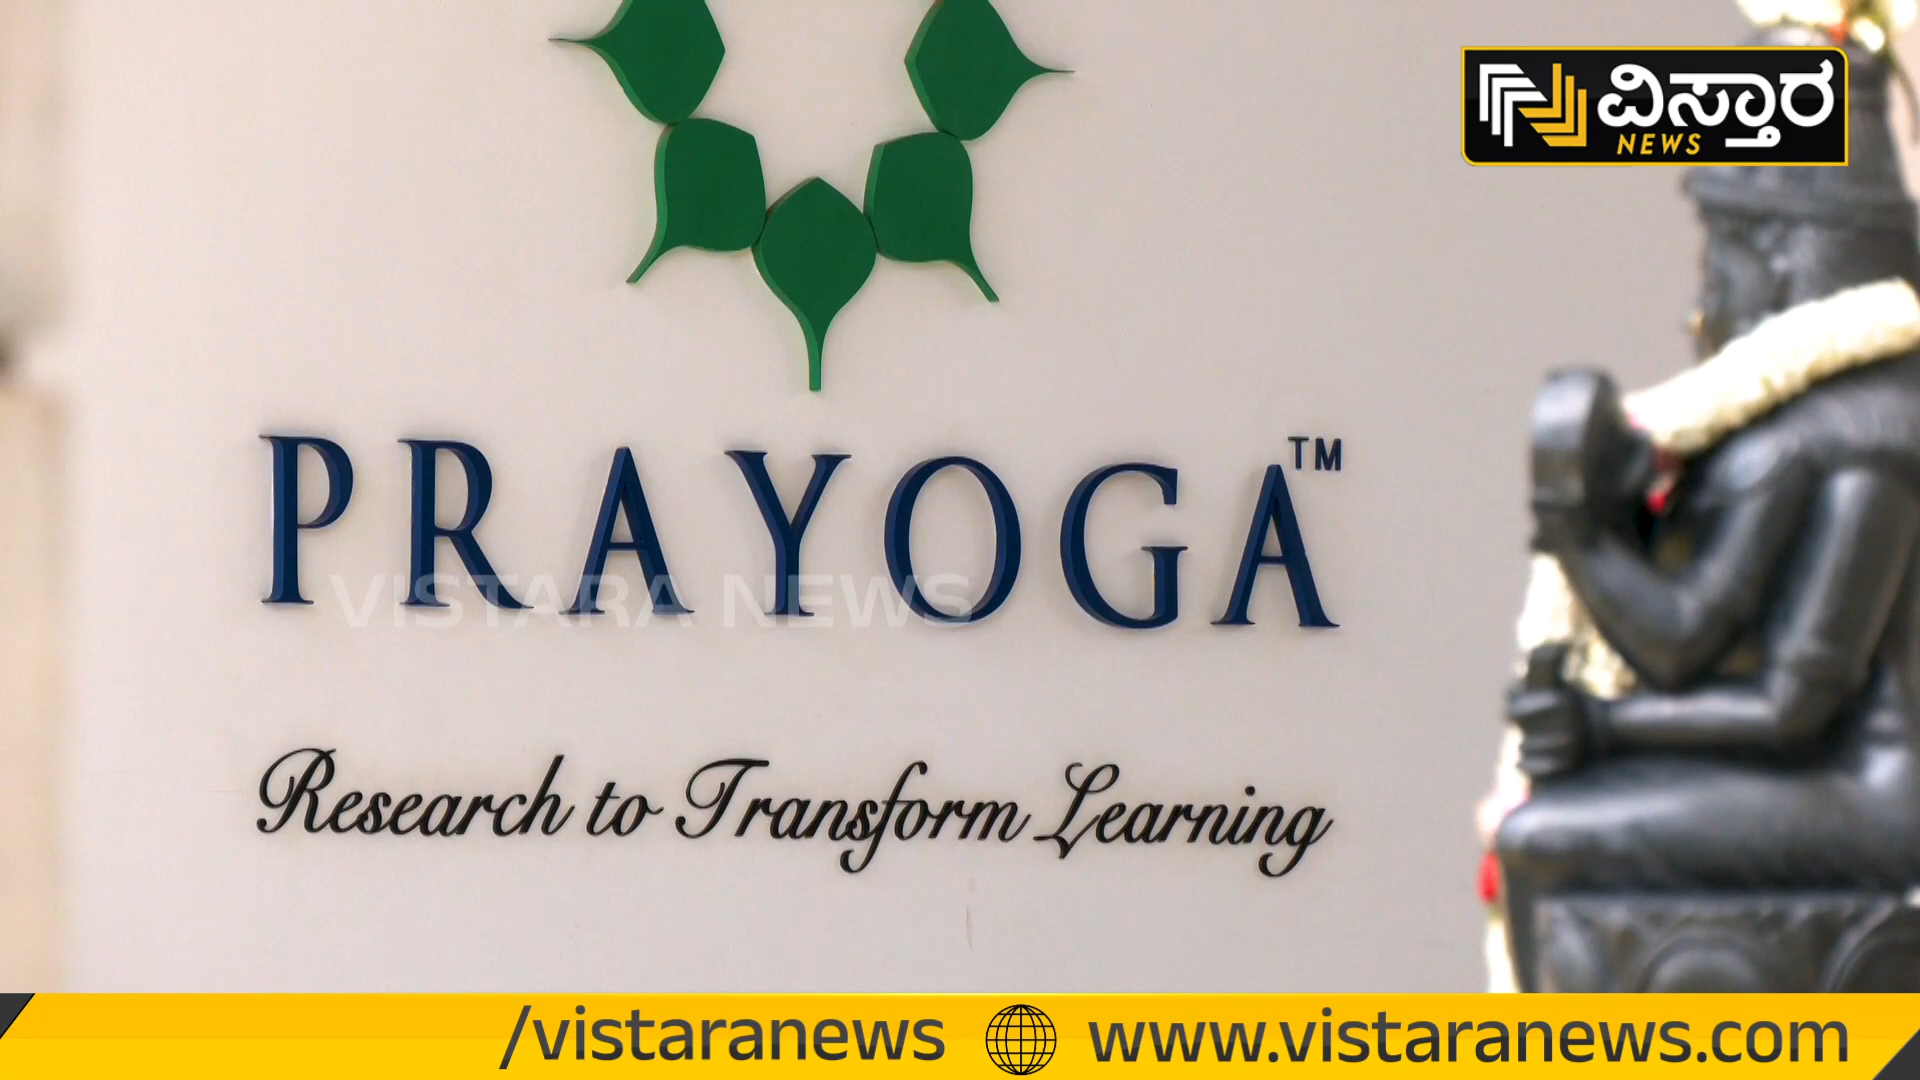 ವಿಸ್ತಾರ
NEWS
PRAYOGA™
VISTARA NEWS
Research to Transform Learning
/vistaranews
www.vistaranews.com